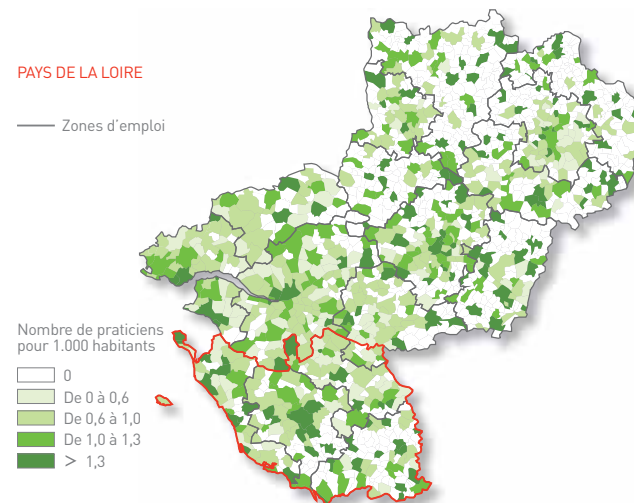 PAYS DE LA LOIRE
Zones d'emploi
Nombre de praticiens
pour 1.000 habitants
0
De 0 à 0,6
De 0,6 à 1,0
De 1,0 à 1,3
> 1,3